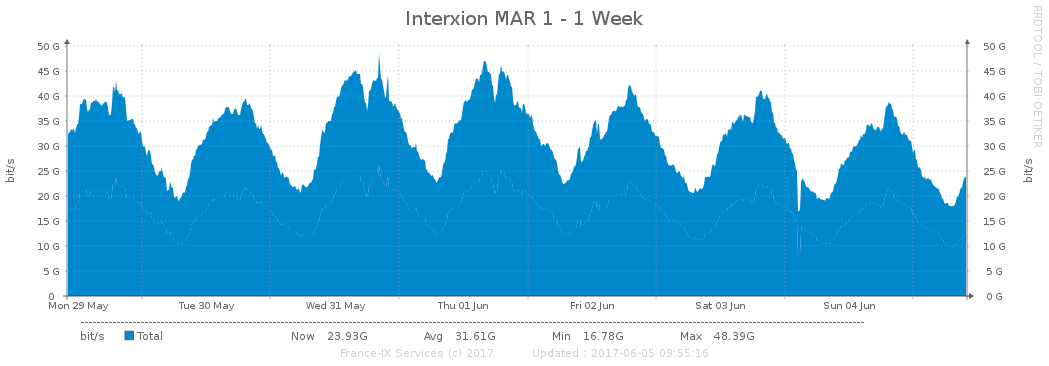 Interxion MAR 1 - 1 Week
RRDTOOL / TOBI OETIKER
bit/s
50 G 50 G
45 G 45 G
40 G 40 G
35 G 35 G
30 G 30 G
25 G 25 G
20 G 20 G
15 G 15 G
10 G 10 G
5 G 5 G
0 0 G
bit/s
Mon 29 May Tue 30 May Wed 31 May Thu 01 Jun Fri 02 Jun Sat 03 Jun Sun 04 Jun
bit/s Total Now 23.93G Avg 31.61G Min 16.78G Max 48.39G
France-IX Services (c) 2017 Updated : 2017-06-05 09:55:16